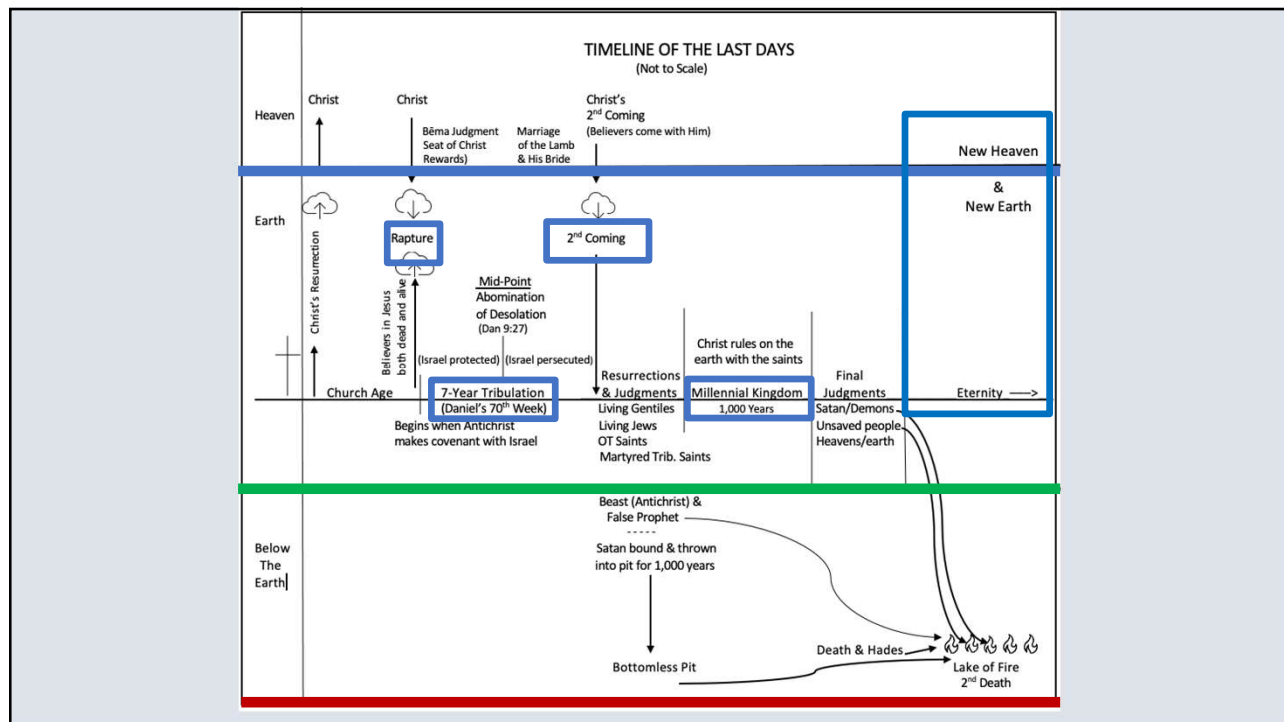 TIMELINE OF THE LAST DAYS
(Not to Scale)
Heaven
Christ
Christ
Bēma Judgment
Seat of Christ
Rewards)
Marriage
of the Lamb
& His Bride
Christ's
2nd Coming
(Believers come with Him)
New Heaven
&
New Earth
Earth
Christ's Resurrection
Rapture
Believers in Jesus
both dead and alive
2nd Coming
Mid-Point
Abomination
of Desolation
(Dan 9:27)
(Israel protected)
(Israel persecuted)
Church Age
7-Year Tribulation
(Daniel's 70th Week)
Begins when Antichrist
makes covenant with Israel
Resurrections
& Judgments
Living Gentiles
Living Jews
OT Saints
Martyred Trib. Saints
Christ rules on the
earth with the saints
Millennial Kingdom
1,000 Years
Final
Judgments
Satan/Demons
Unsaved people
Heavens/earth
Eternity
Below
The
Earth
Beast (Antichrist) &
False Prophet
-----
Satan bound & thrown
into pit for 1,000 years
Bottomless Pit
Death & Hades
Lake of Fire
2nd Death